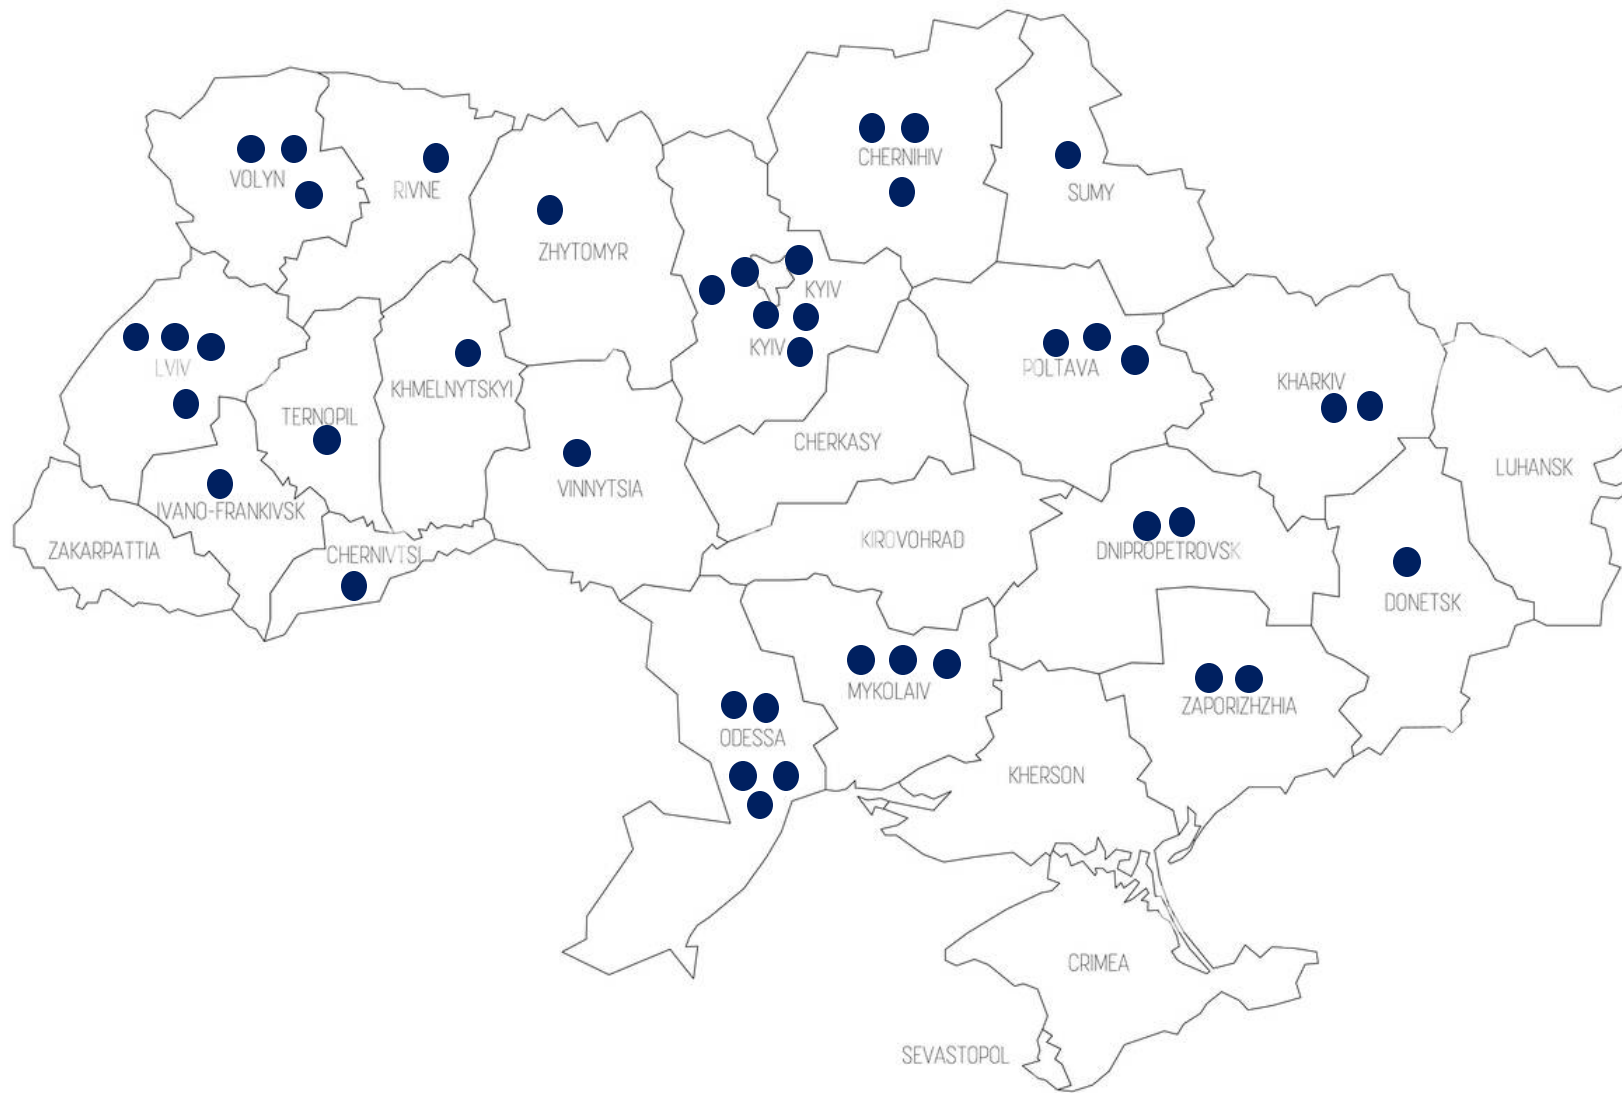 CHERNIHIV
VOLYN
RIVNE
SUMY
ZHYTOMYR
KYIV
KYIV
LVIV
POLTAVA
KHARKIV
KHMELNYTSKYI
TERNOPIL
CHERKASY
LUHANSK
VINNYTSIA
IVANO-FRANKIVSK
KIROVOHRAD
ZAKARPATTIA
CHERNIVTSI
DNIPROPETROVSK
DONETSK
MYKOLAIV
ZAPORIZHZHIA
ODESSA
KHERSON
CRIMEA
SEVASTOPOL